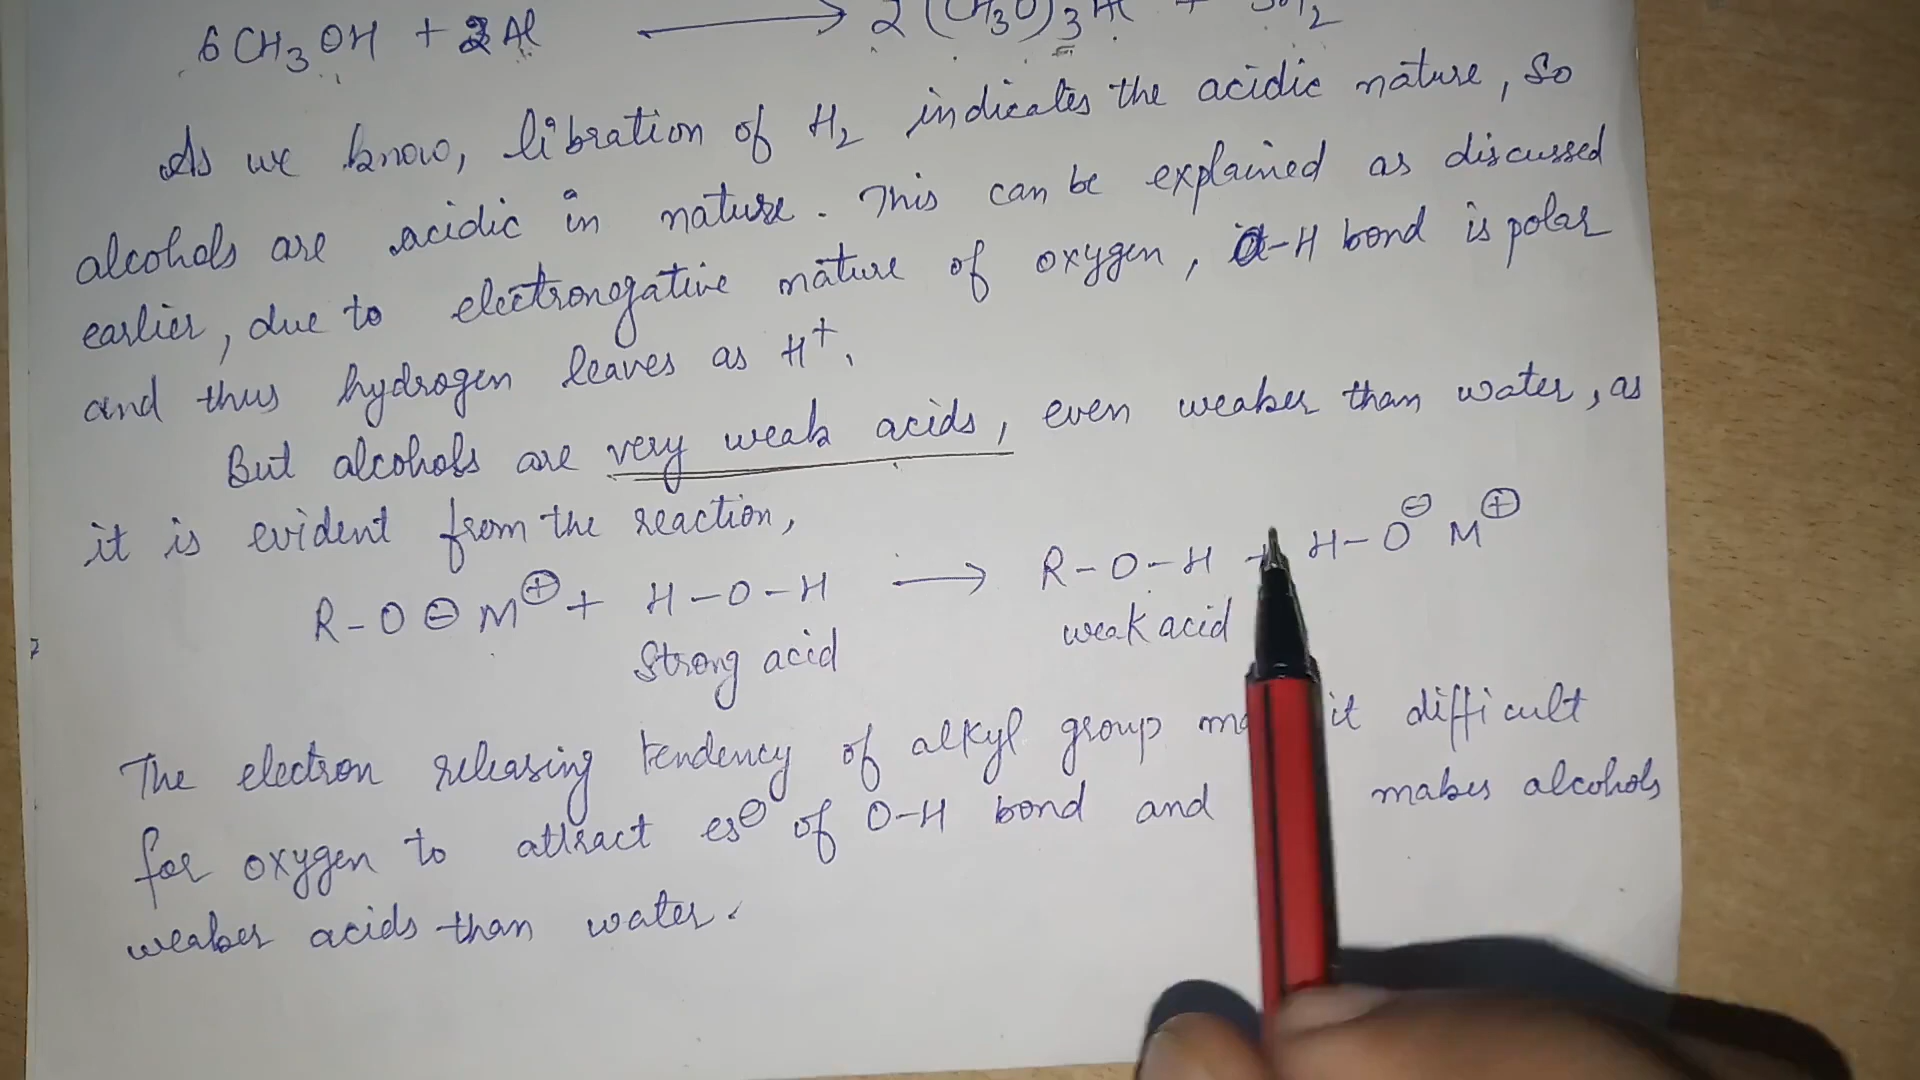 6CH₃OH + 2Al ⟶ 2(CH₃O)₃Al + 3H₂
As we know, libration of H₂ indicates the acidic nature, so
alcohols are acidic in nature. This can be explained as discussed
earlier, due to electronegative nature of oxygen, O-H bond is polar
and thus hydrogen leaves as H⁺.
But alcohols are very weak acids, even weaker than water, as
it is evident from the reaction,
R-O⊖ M⊕ + H-O-H ⟶ R-O-H + H-O⊖ M⊕
Strong acid weak acid
The electron releasing tendency of alkyl group it difficult
for oxygen to attract es⊖ of O-H bond and makes alcohols
weaker acids than water.